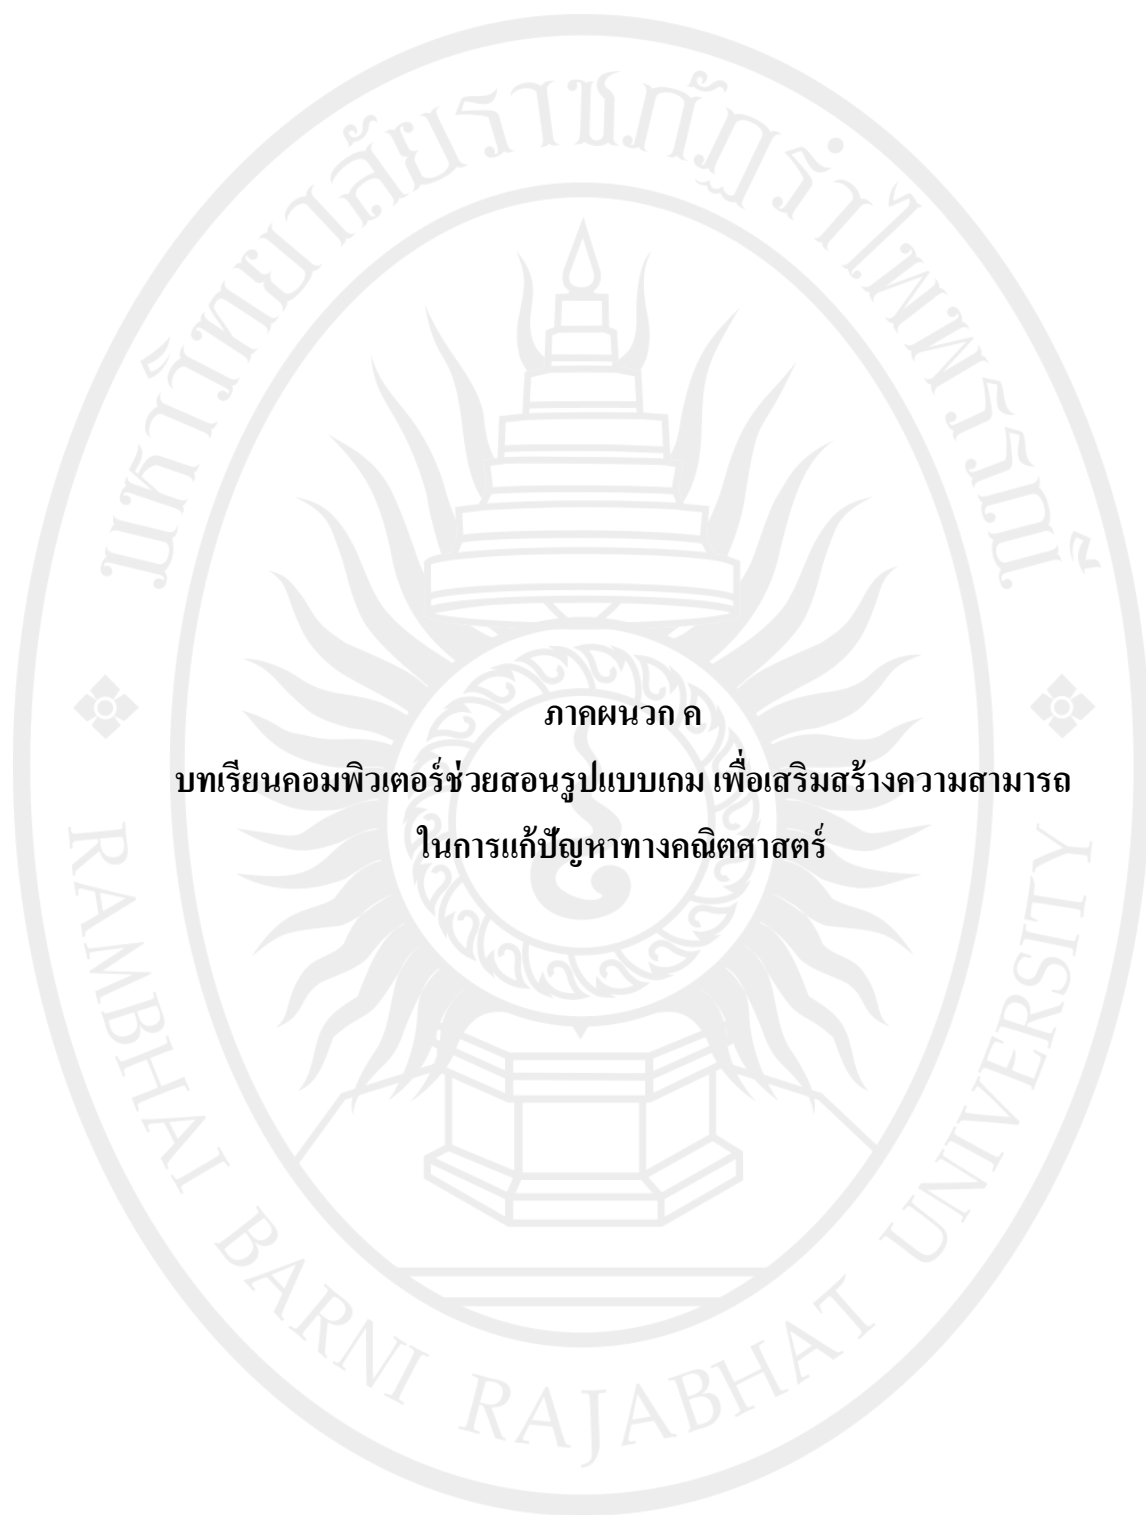 มหาวิทยาลัยราชภัฏรำไพพรรณี
ภาคผนวก ค
บทเรียนคอมพิวเตอร์ช่วยสอนรูปแบบเกม เพื่อเสริมสร้างความสามารถ
ในการแก้ปัญหาทางคณิตศาสตร์
RAMBHAI BARNI RAJABHAT UNIVERSITY